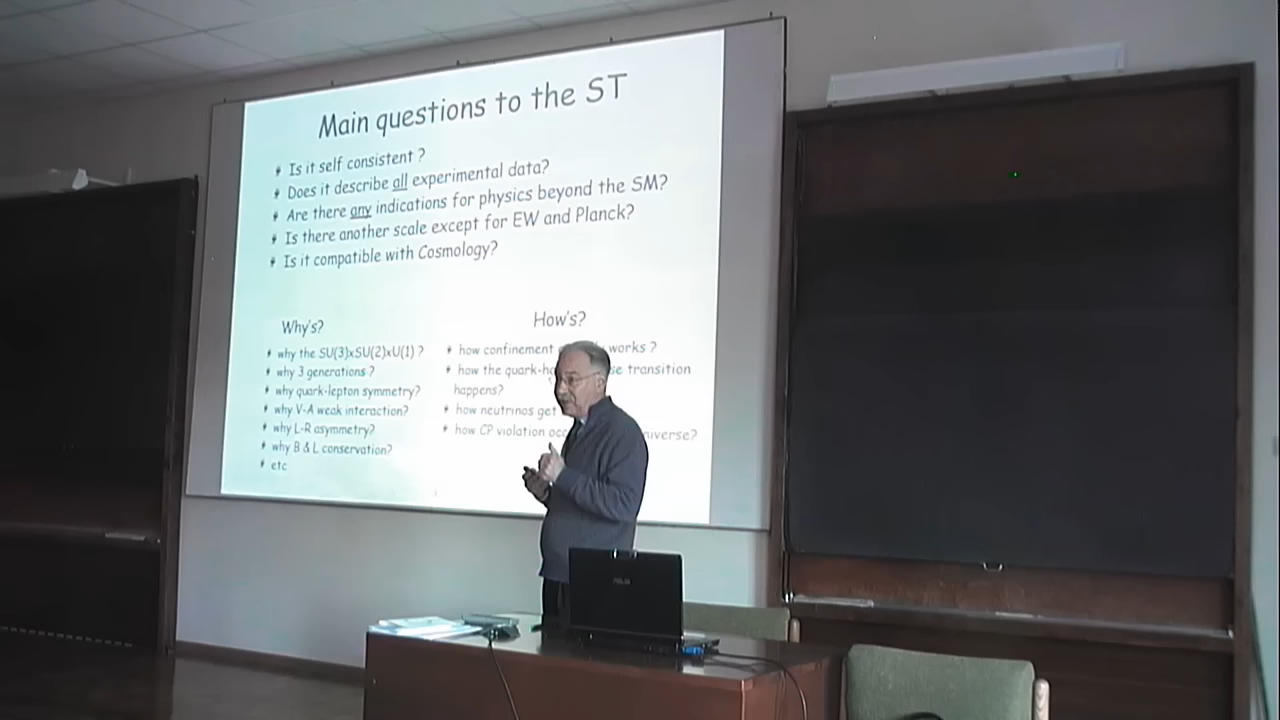 Main questions to the ST
Is it self consistent ?
Does it describe all experimental data?
Are there any indications for physics beyond the SM?
Is there another scale except for EW and Planck?
Is it compatible with Cosmology?
Why's?
why the SU(3)xSU(2)xU(1) ?
why 3 generations ?
why quark-lepton symmetry?
why V-A weak interaction?
why L-R asymmetry?
why B & L conservation?
etc
How's?
how confinement works ?
how the transition
happens?
how neutrinos get
how CP violation
ASUS